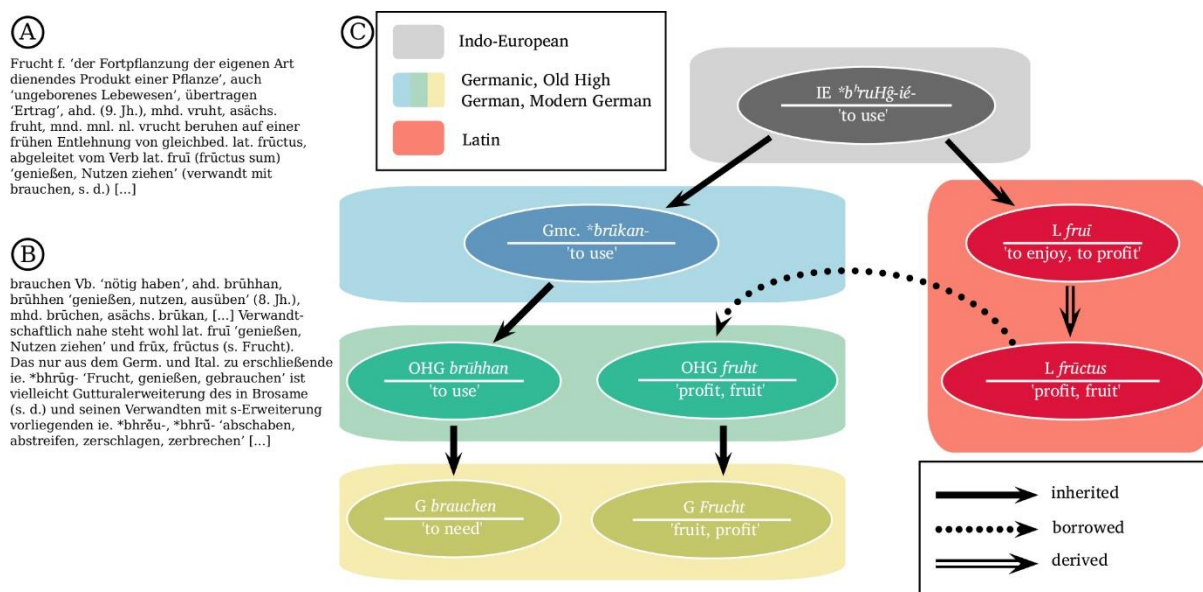 A
Frucht f. ‘der Fortpflanzung der eigenen Art
dienendes Produkt einer Pflanze’, auch
‘ungeborenes Lebewesen’, übertragen
‘Ertrag’, ahd. (9. Jh.), mhd. vruht, asächs.
fruht, mnd. mnl. nl. vrucht beruhen auf einer
frühen Entlehnung von gleichbed. lat. frūctus,
abgeleitet vom Verb lat. fruī (frūctus sum)
‘genießen, Nutzen ziehen’ (verwandt mit
brauchen, s. d.) [...]
B
brauchen Vb. ‘nötig haben’, ahd. brūhhan,
brūhhen ‘genießen, nutzen, ausüben’ (8. Jh.),
mhd. brūchen, asächs. brūkan, [...] Verwandt-
schaftlich nahe steht wohl lat. fruī ‘genießen,
Nutzen ziehen’ und frūx, frūctus (s. Frucht).
Das nur aus dem Germ. und Ital. zu erschließende
ie. *bhrūg- ‘Frucht, genießen, gebrauchen’ ist
vielleicht Gutturalerweiterung des in Brosame
(s. d.) und seinen Verwandten mit s-Erweiterung
vorliegenden ie. *bhrē̆u-, *bhrū̆- ‘abschaben,
abstreifen, zerschlagen, zerbrechen’ [...]
C
Indo-European
Germanic, Old High
German, Modern German
Latin
IE *bʰruHĝ-ié-
'to use'
Gmc. *brūkan-
'to use'
L fruī
'to enjoy, to profit'
OHG brūhhan
'to use'
OHG fruht
'profit, fruit'
L frūctus
'profit, fruit'
G brauchen
'to need'
G Frucht
'fruit, profit'
inherited
borrowed
derived